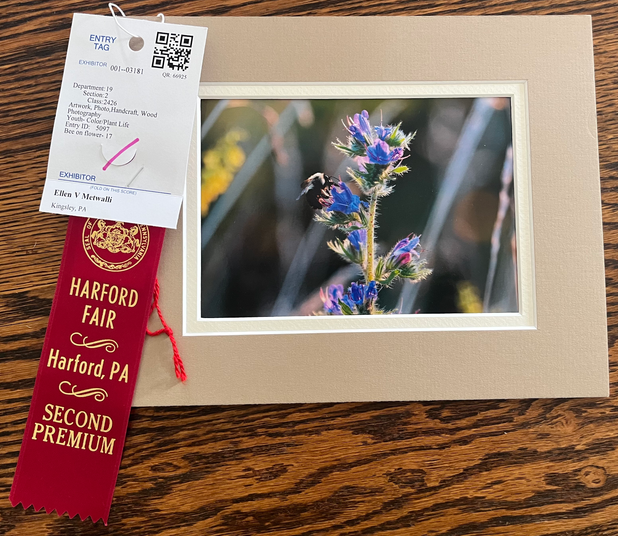 ENTRY
TAG
EXHIBITOR 001--03181
QR 66925
Department: 19
Section: 2
Class: 2426
Artwork, Photo, Handcraft, Wood
Photography
Youth- Color/Plant Life
Entry ID: 5097
Bee on flower- 17
EXHIBITOR
(FOLD ON THIS SCORE)
Ellen V Metwalli
Kingsley, PA
PENNSYLVANIA
HARFORD
FAIR
Harford, PA
SECOND
PREMIUM